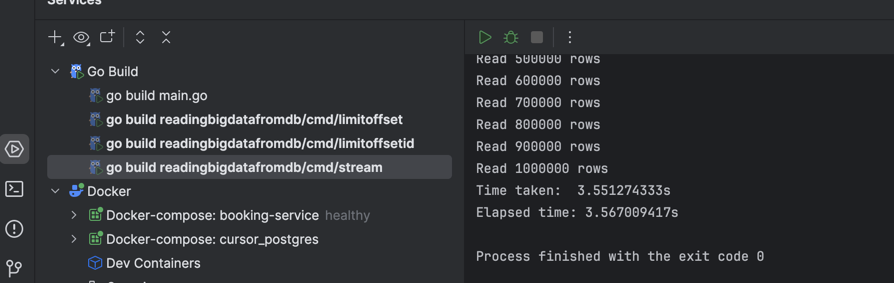 Services
Go Build
go build main.go
go build readingbigdatafromdb/cmd/limitoffset
go build readingbigdatafromdb/cmd/limitoffsetid
go build readingbigdatafromdb/cmd/stream
Docker
Docker-compose: booking-service healthy
Docker-compose: cursor_postgres
Dev Containers
Read 500000 rows
Read 600000 rows
Read 700000 rows
Read 800000 rows
Read 900000 rows
Read 1000000 rows
Time taken:  3.551274333s
Elapsed time: 3.567009417s
Process finished with the exit code 0